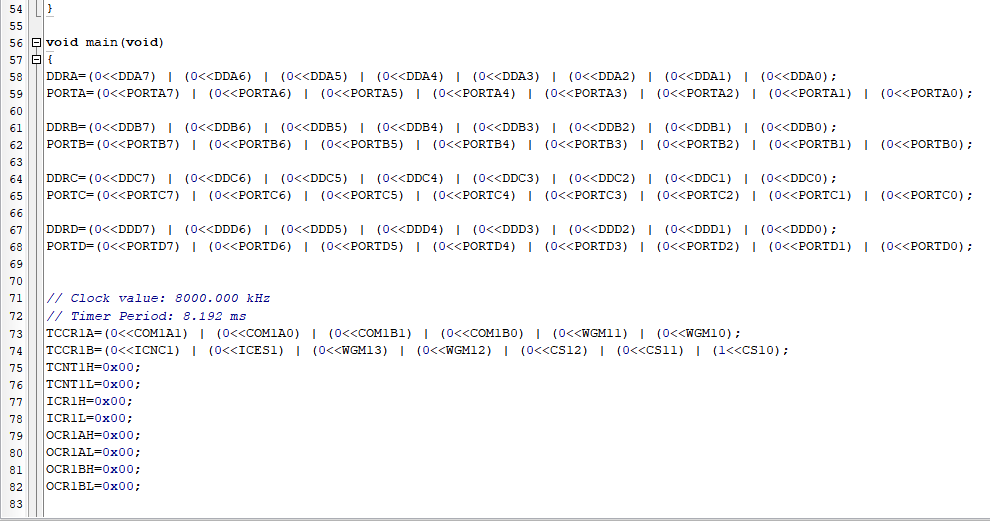 54 }
55
56 void main(void)
57 {
58 DDRA=(0<<DDA7) | (0<<DDA6) | (0<<DDA5) | (0<<DDA4) | (0<<DDA3) | (0<<DDA2) | (0<<DDA1) | (0<<DDA0);
59 PORTA=(0<<PORTA7) | (0<<PORTA6) | (0<<PORTA5) | (0<<PORTA4) | (0<<PORTA3) | (0<<PORTA2) | (0<<PORTA1) | (0<<PORTA0);
60
61 DDRB=(0<<DDB7) | (0<<DDB6) | (0<<DDB5) | (0<<DDB4) | (0<<DDB3) | (0<<DDB2) | (0<<DDB1) | (0<<DDB0);
62 PORTB=(0<<PORTB7) | (0<<PORTB6) | (0<<PORTB5) | (0<<PORTB4) | (0<<PORTB3) | (0<<PORTB2) | (0<<PORTB1) | (0<<PORTB0);
63
64 DDRC=(0<<DDC7) | (0<<DDC6) | (0<<DDC5) | (0<<DDC4) | (0<<DDC3) | (0<<DDC2) | (0<<DDC1) | (0<<DDC0);
65 PORTC=(0<<PORTC7) | (0<<PORTC6) | (0<<PORTC5) | (0<<PORTC4) | (0<<PORTC3) | (0<<PORTC2) | (0<<PORTC1) | (0<<PORTC0);
66
67 DDRD=(0<<DDD7) | (0<<DDD6) | (0<<DDD5) | (0<<DDD4) | (0<<DDD3) | (0<<DDD2) | (0<<DDD1) | (0<<DDD0);
68 PORTD=(0<<PORTD7) | (0<<PORTD6) | (0<<PORTD5) | (0<<PORTD4) | (0<<PORTD3) | (0<<PORTD2) | (0<<PORTD1) | (0<<PORTD0);
69
70
71 // Clock value: 8000.000 kHz
72 // Timer Period: 8.192 ms
73 TCCR1A=(0<<COM1A1) | (0<<COM1A0) | (0<<COM1B1) | (0<<COM1B0) | (0<<WGM11) | (0<<WGM10);
74 TCCR1B=(0<<ICNC1) | (0<<ICES1) | (0<<WGM13) | (0<<WGM12) | (0<<CS12) | (0<<CS11) | (1<<CS10);
75 TCNT1H=0x00;
76 TCNT1L=0x00;
77 ICR1H=0x00;
78 ICR1L=0x00;
79 OCR1AH=0x00;
80 OCR1AL=0x00;
81 OCR1BH=0x00;
82 OCR1BL=0x00;
83